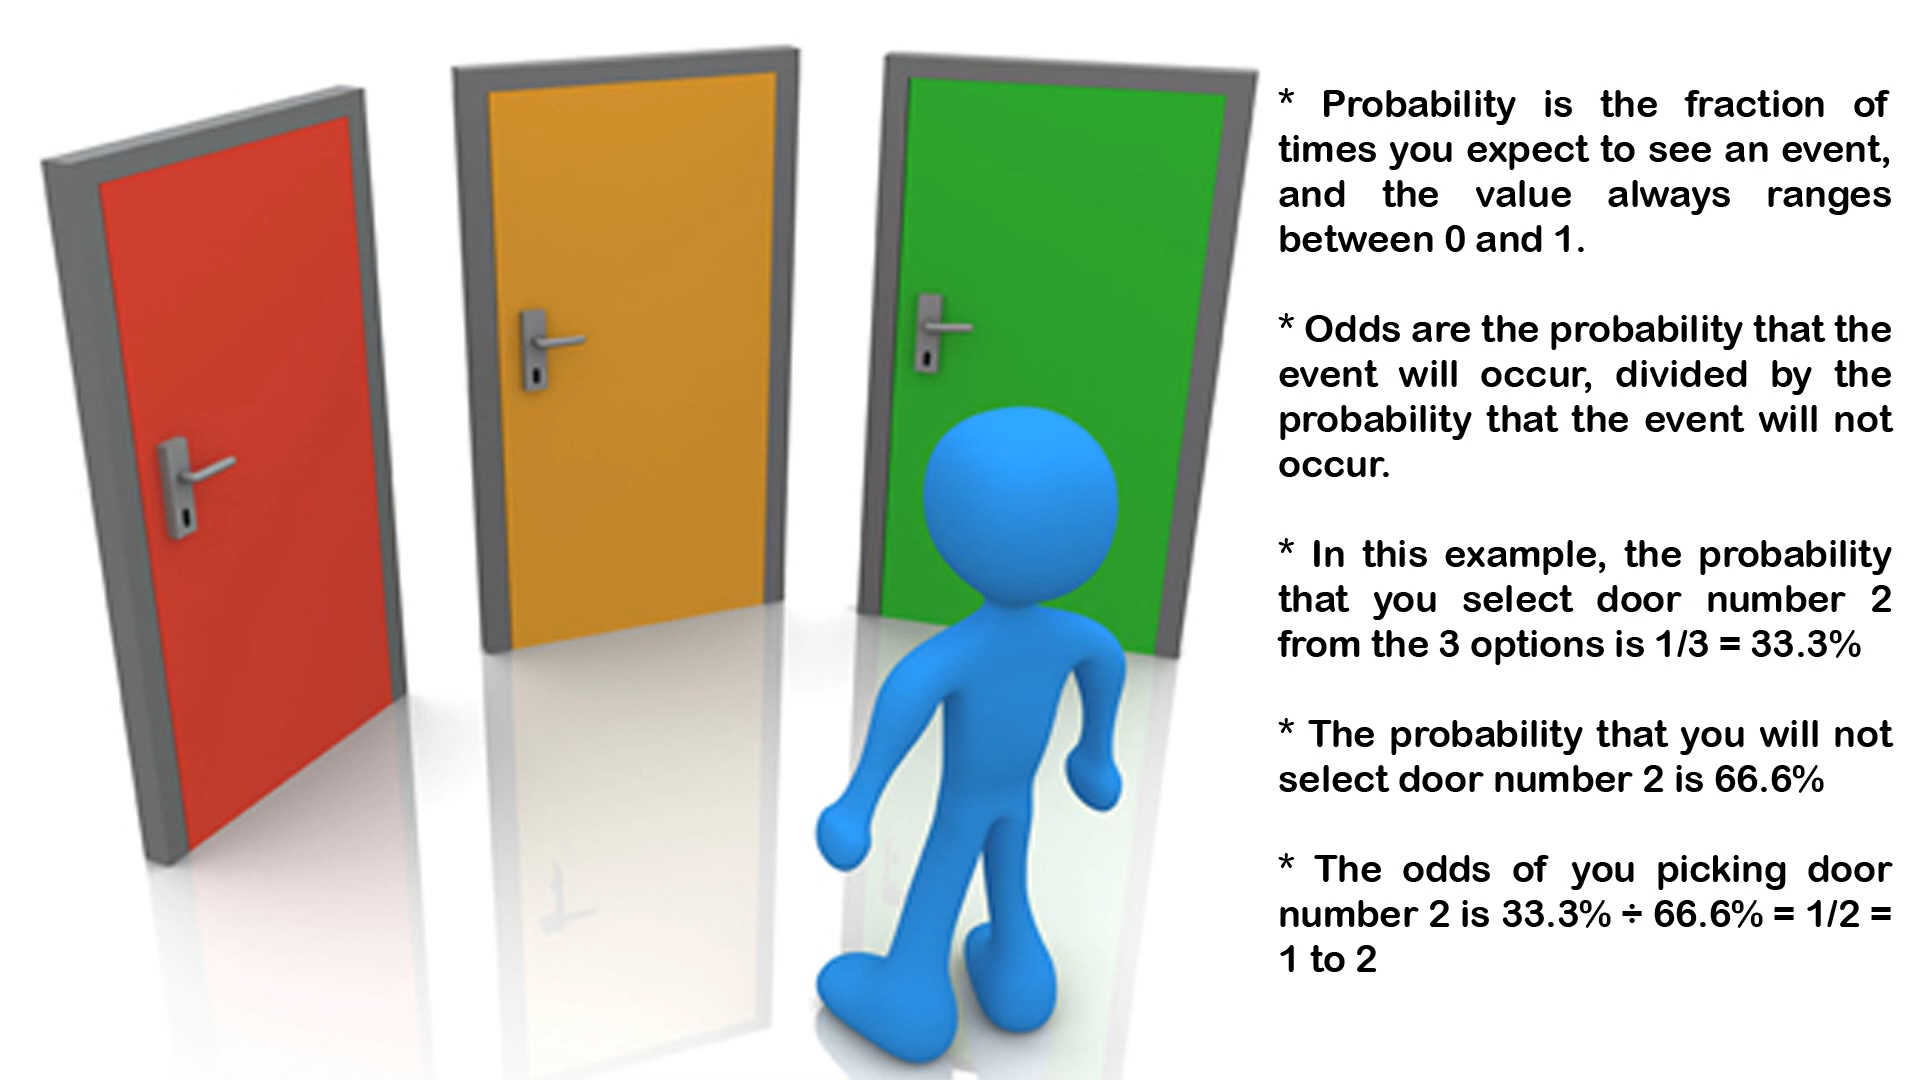 * Probability is the fraction of
times you expect to see an event,
and the value always ranges
between 0 and 1.
* Odds are the probability that the
event will occur, divided by the
probability that the event will not
occur.
* In this example, the probability
that you select door number 2
from the 3 options is 1/3 = 33.3%
* The probability that you will not
select door number 2 is 66.6%
* The odds of you picking door
number 2 is 33.3% ÷ 66.6% = 1/2 =
1 to 2